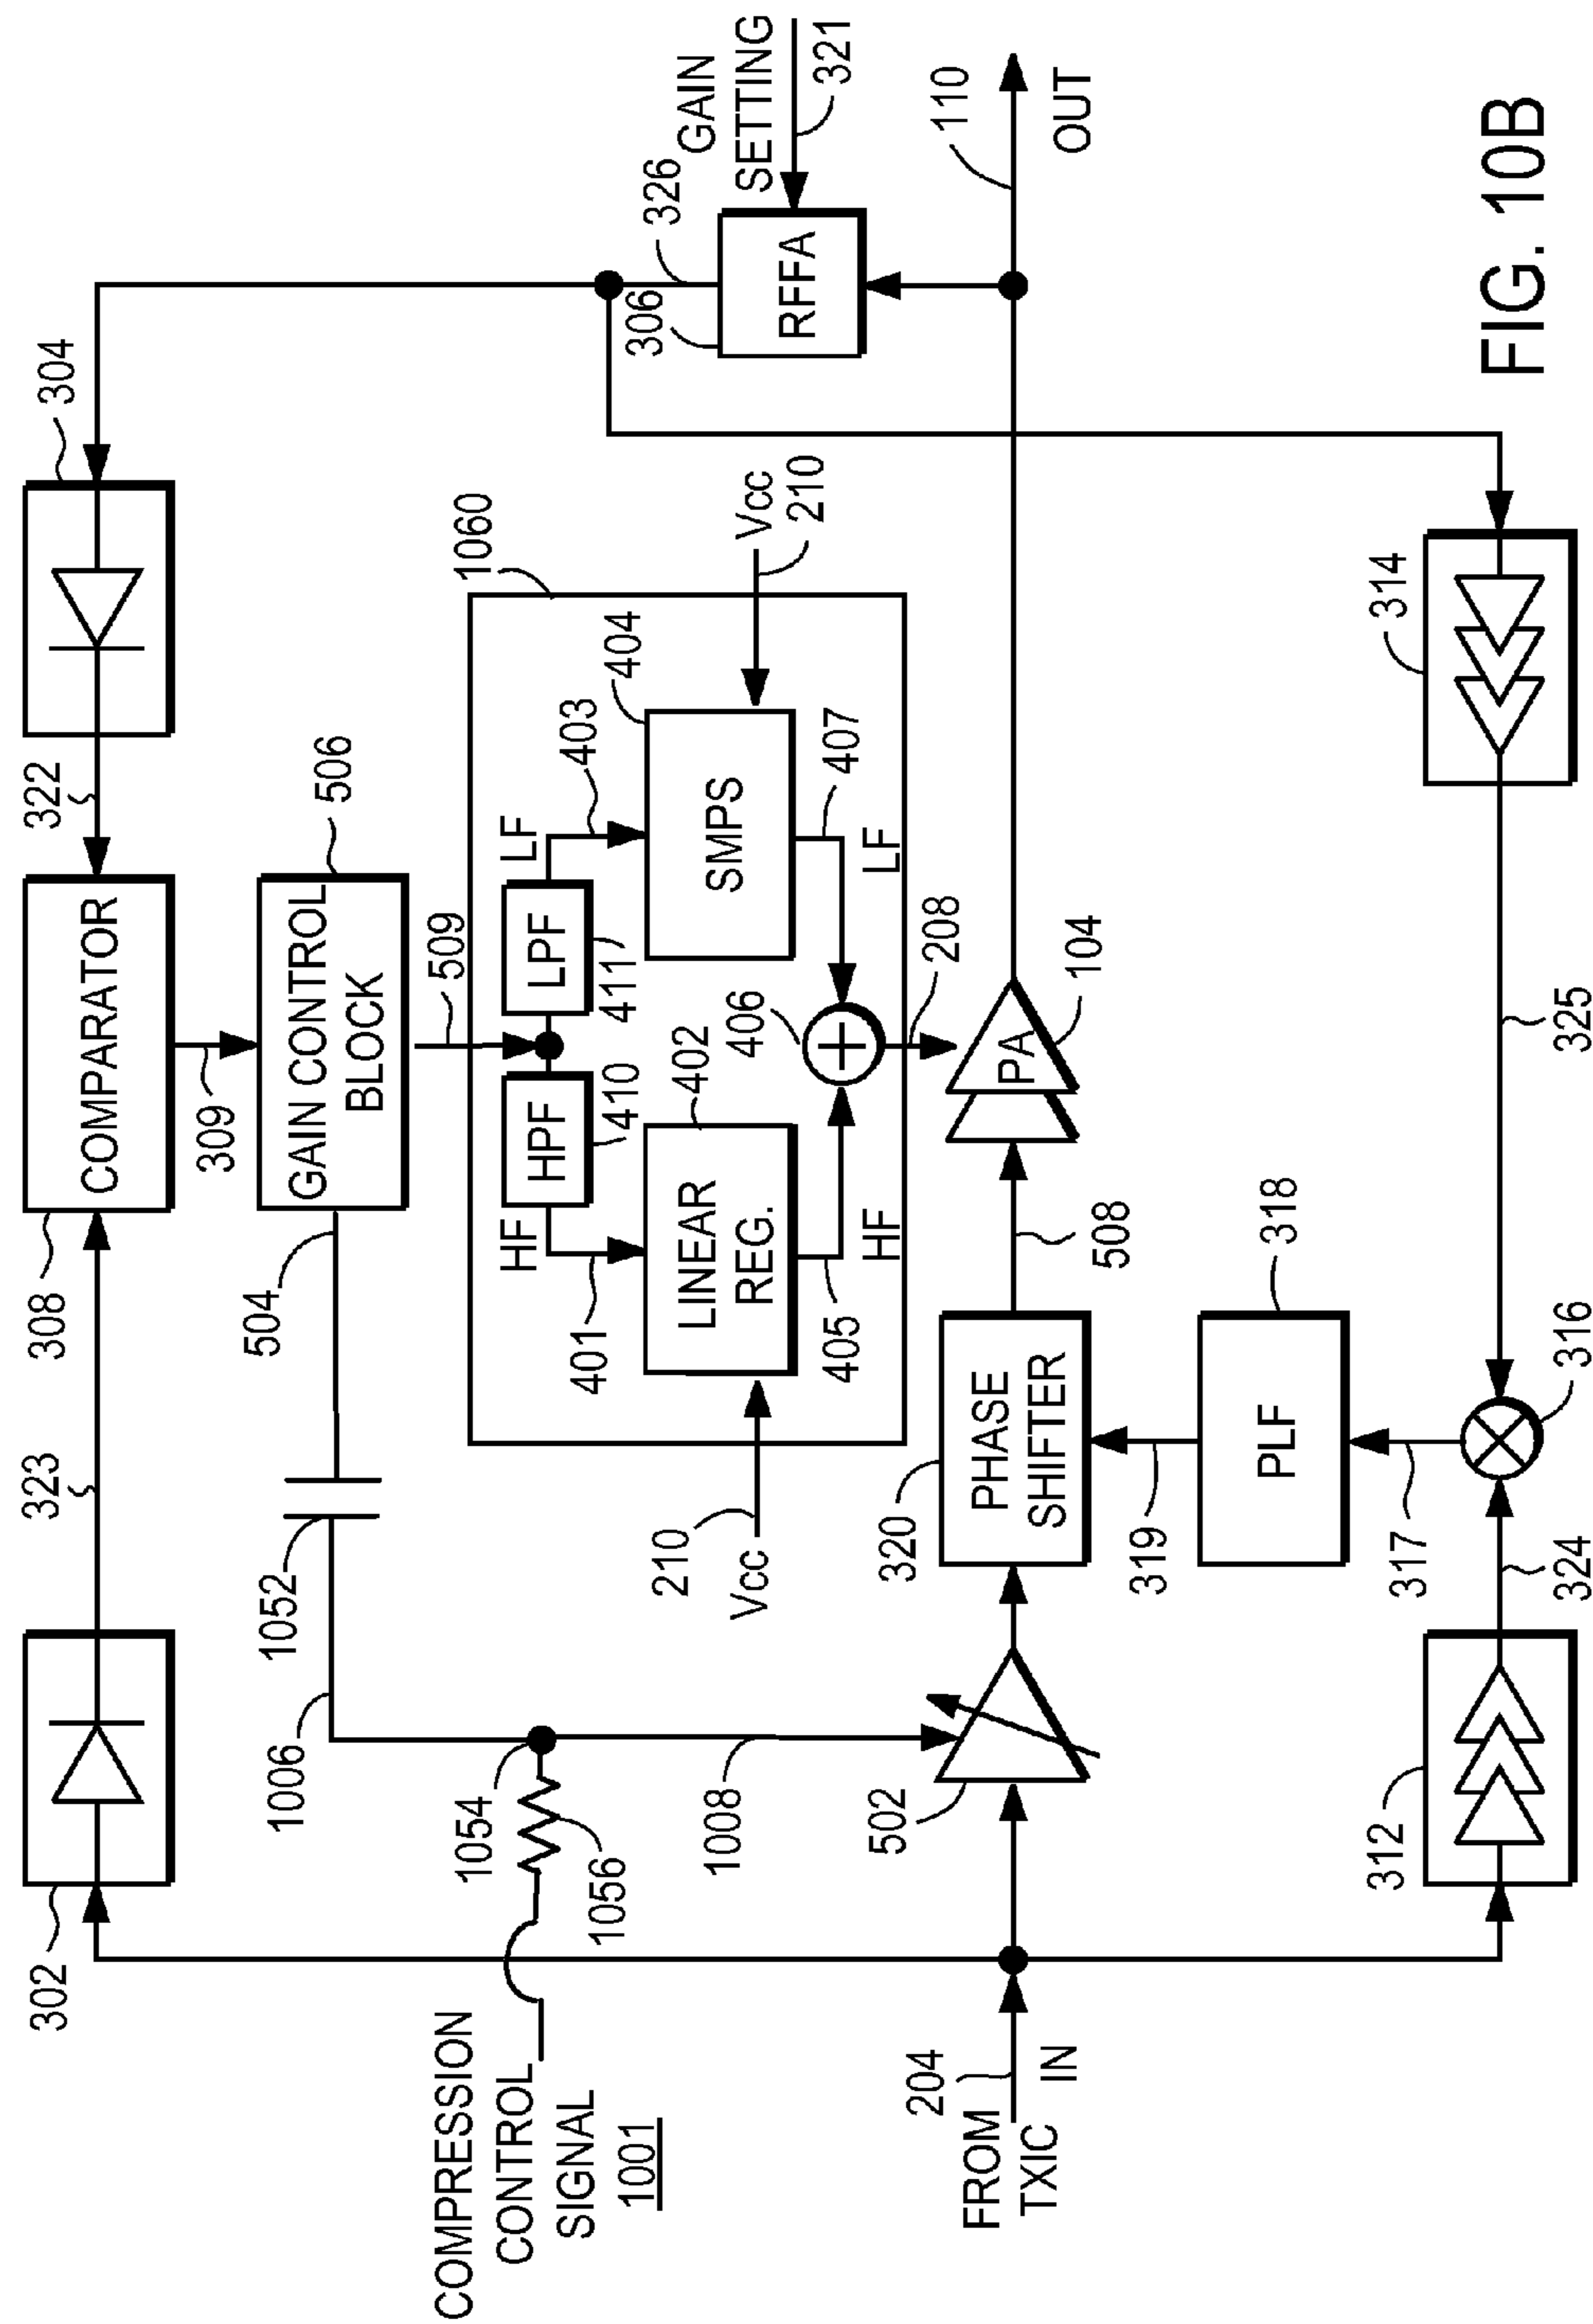 302
323
308
COMPARATOR
322
304
309
1006
1052
504
GAIN CONTROL
BLOCK
506
509
1060
COMPRESSION
CONTROL
SIGNAL
1001
1054
1056
HF
HPF
410
LPF
411
LF
401
403
LINEAR
REG.
402
SMPS
404
210
Vcc
Vcc
210
405
HF
406
407
LF
208
306
326
RFFA
GAIN
SETTING
321
1008
502
204
FROM
TXIC
IN
320
PHASE
SHIFTER
508
PA
104
110
OUT
319
PLF
318
317
312
324
316
325
314
FIG. 10B